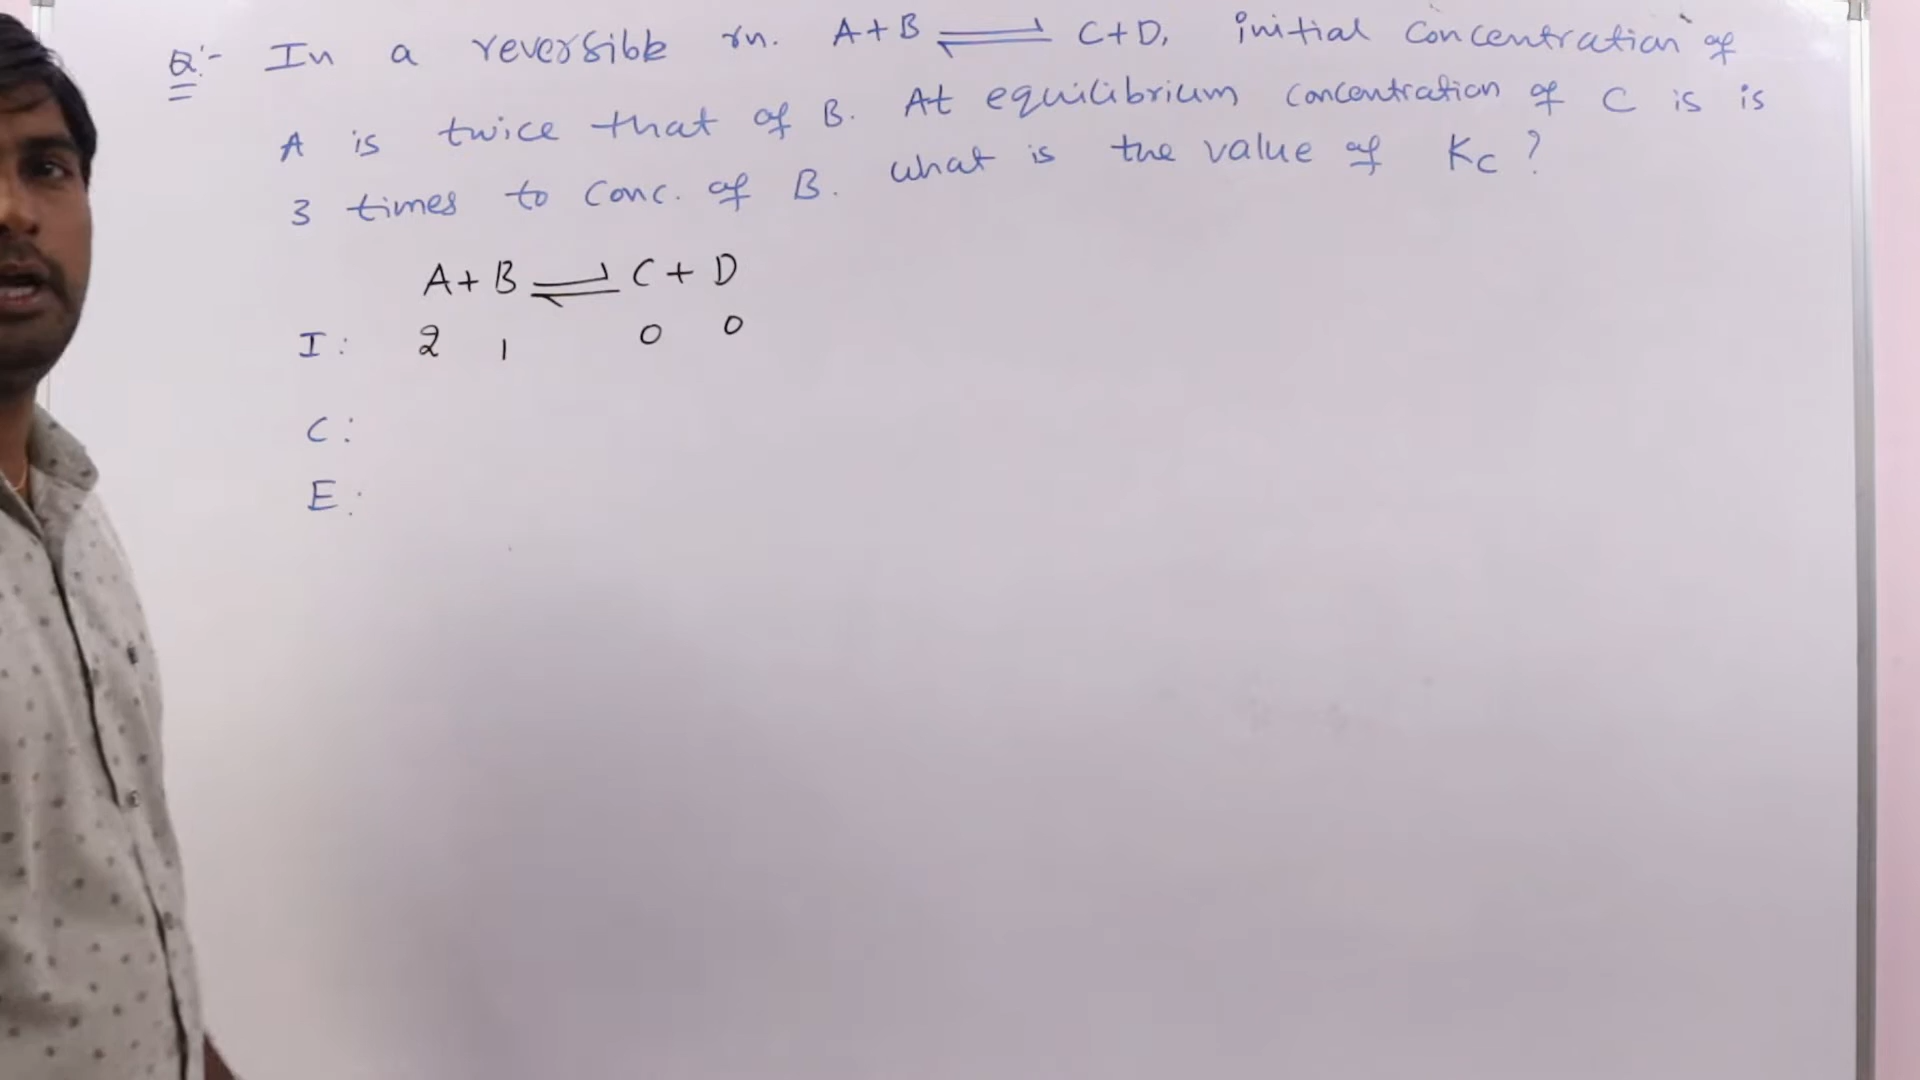 Q:- In a reversible rn. A+B ⇌ C+D, initial concentration of
A is twice that of B. At equilibrium concentration of C is is
3 times to conc. of B. what is the value of Kc ?
A + B ⇌ C + D
I : 2 1 0 0
C :
E :